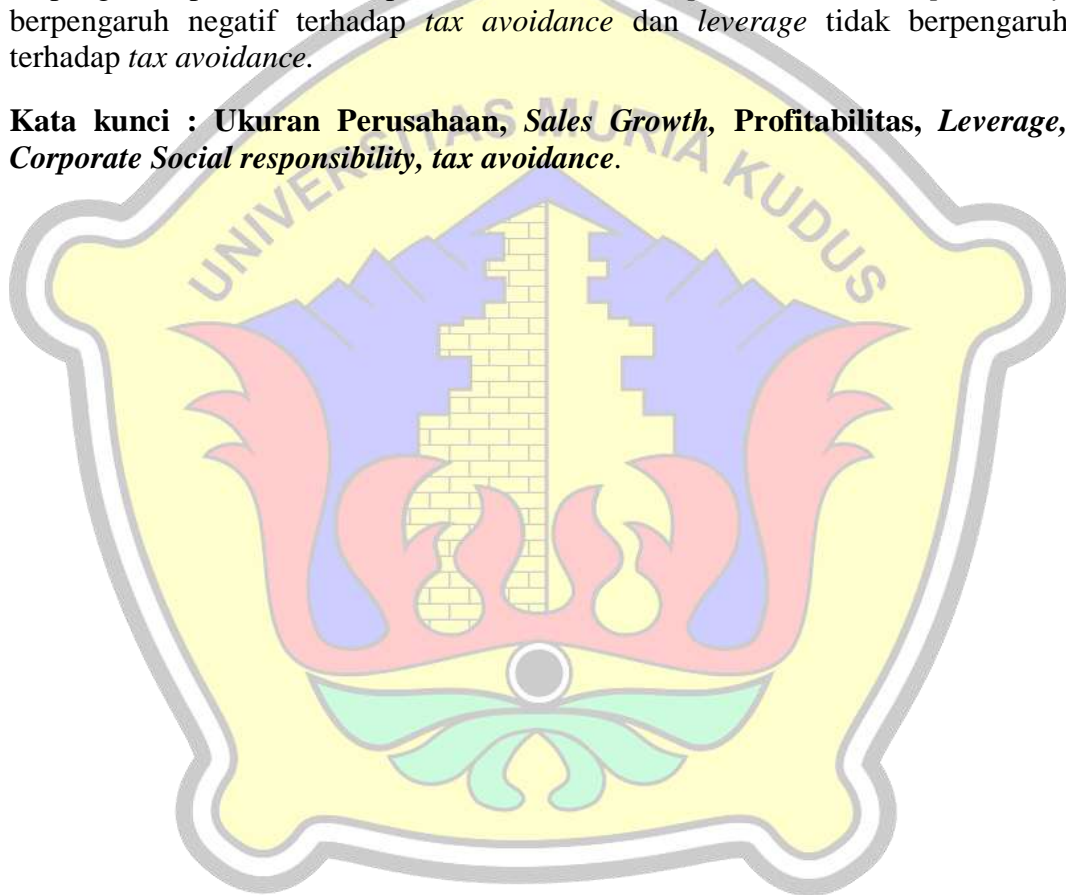 berpengaruh negatif terhadap tax avoidance dan leverage tidak berpengaruh
terhadap tax avoidance.
Kata kunci : Ukuran Perusahaan, Sales Growth, Profitabilitas, Leverage,
Corporate Social responsibility, tax avoidance.
UNIVERSITAS MURIA KUDUS